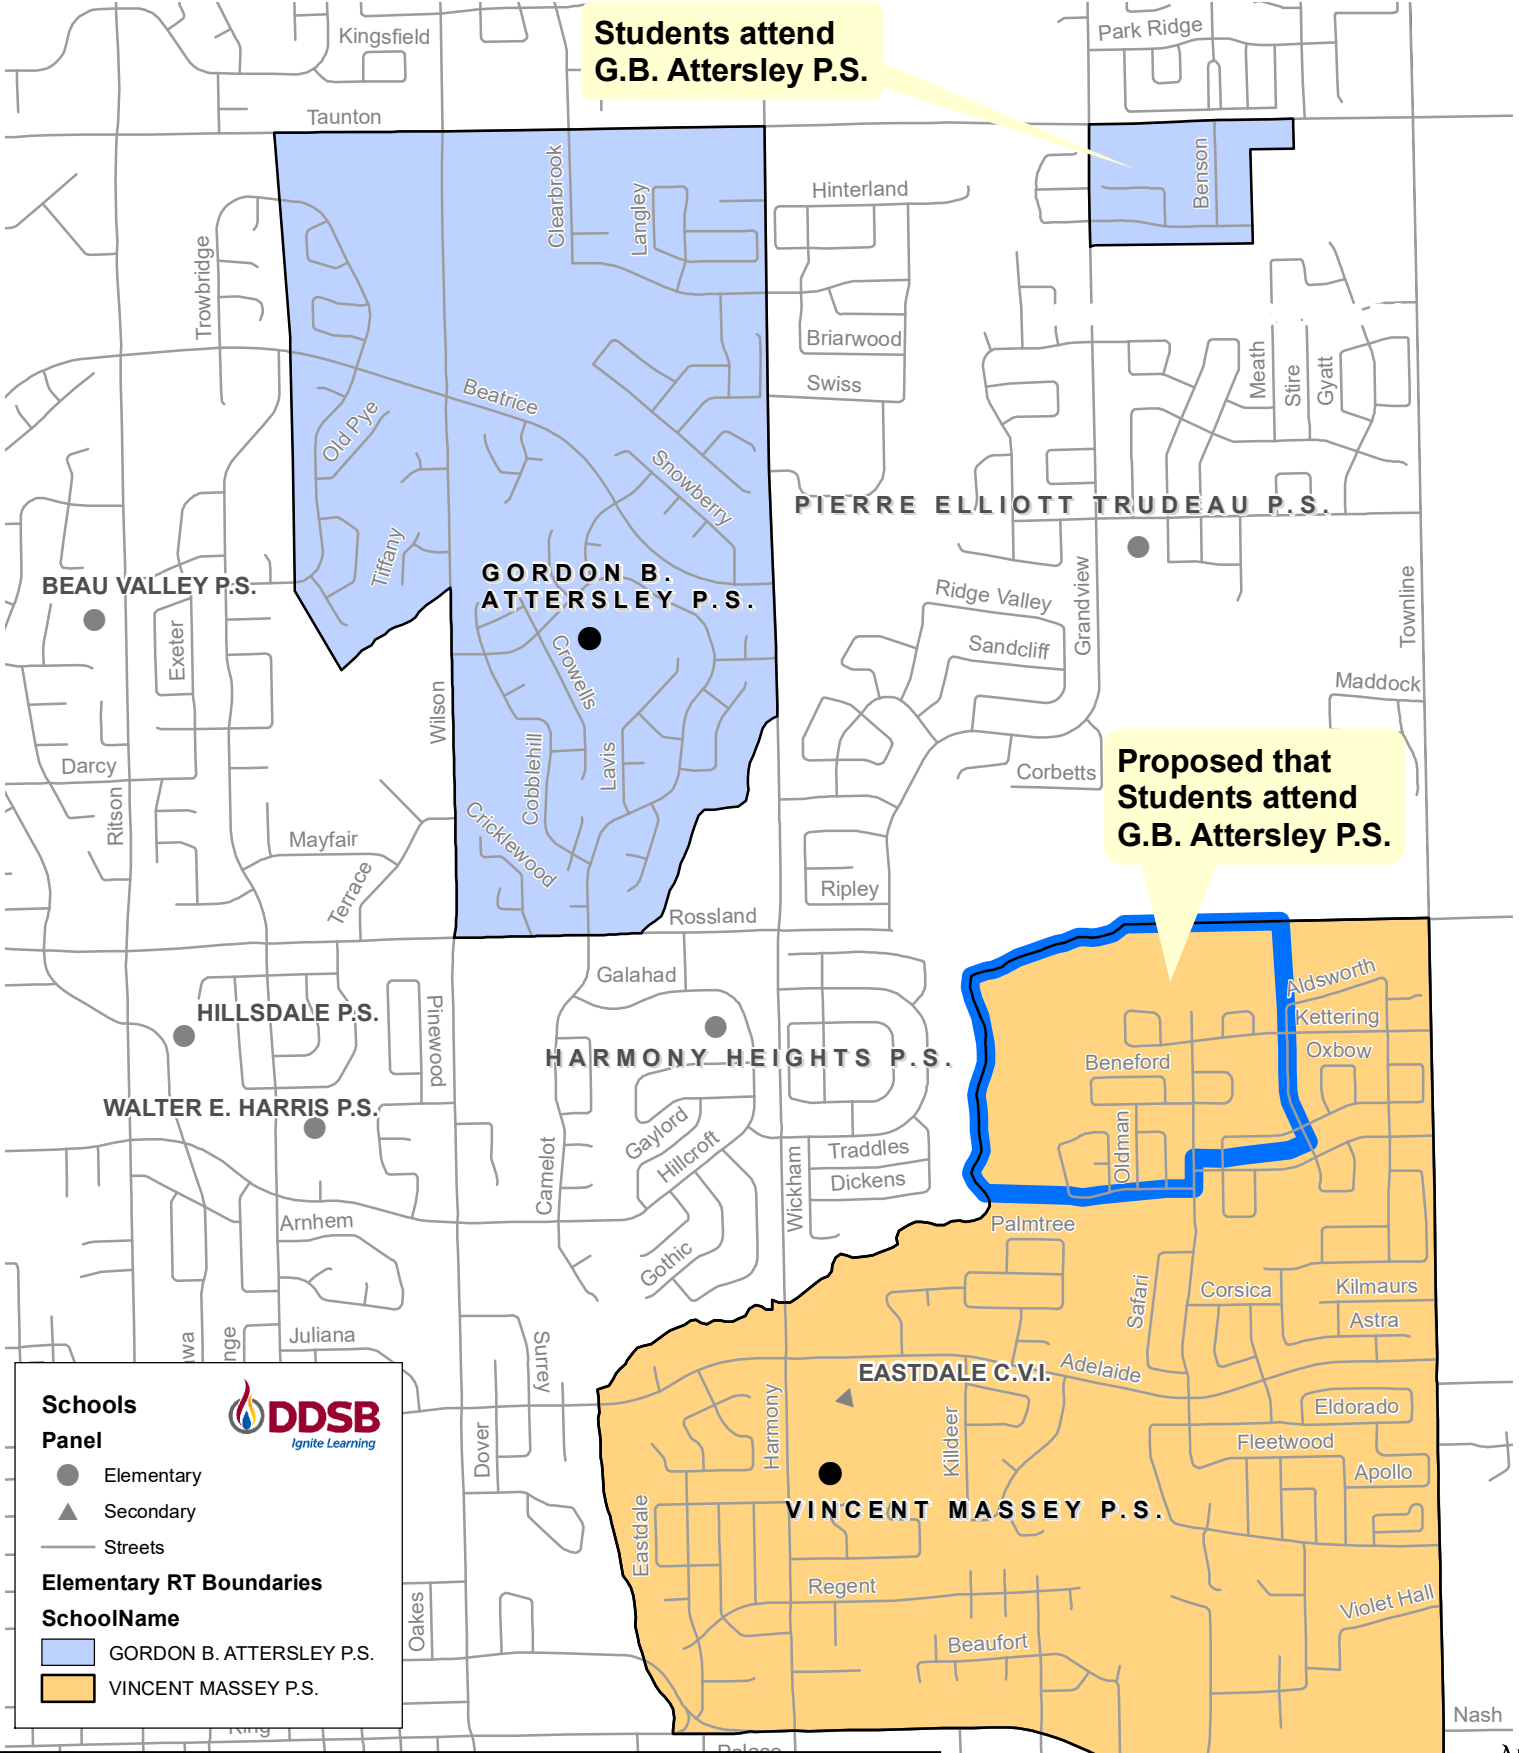 Kingsfield
Students attend
G.B. Attersley P.S.
Park Ridge
Taunton
Clearbrook
Langley
Hinterland
Benson
Trowbridge
Briarwood
Swiss
Meath
Stire
Gyatt
Beatrice
Old Pye
Snowberry
PIERRE ELLIOTT TRUDEAU P.S.
Tiffany
GORDON B.
ATTERSLEY P.S.
BEAU VALLEY P.S.
Exeter
Crowells
Ridge Valley
Sandcliff
Grandview
Townline
Maddock
Wilson
Darcy
Ritson
Cobblehill
Lavis
Corbetts
Proposed that
Students attend
G.B. Attersley P.S.
Mayfair
Terrace
Cricklewood
Ripley
Rossland
Galahad
Aldsworth
Kettering
Oxbow
HILLSDALE P.S.
Pinewood
HARMONY HEIGHTS P.S.
Beneford
WALTER E. HARRIS P.S.
Gaylord
Hillcroft
Camelot
Wickham
Traddles
Dickens
Oldman
Arnhem
Gothic
Palmtree
Safari
Corsica
Kilmaurs
Astra
Juliana
Surrey
EASTDALE C.V.I.
Adelaide
Harmony
Killdeer
Eldorado
Fleetwood
Apollo
Dover
VINCENT MASSEY P.S.
Eastdale
Regent
Oakes
Beaufort
Violet Hall
Nash
Schools
Panel
DDSB
Ignite Learning
Elementary
Secondary
Streets
Elementary RT Boundaries
SchoolName
GORDON B. ATTERSLEY P.S.
VINCENT MASSEY P.S.